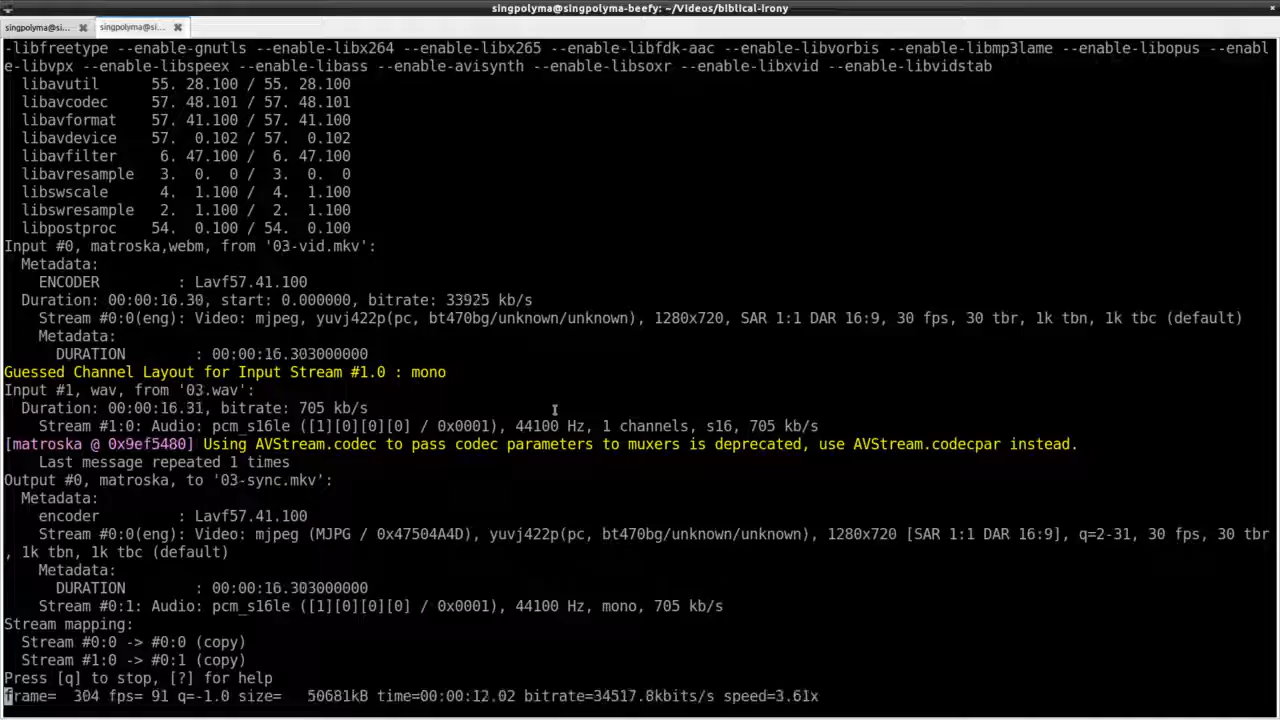 singpolyma@singpolyma-beefy: ~/Videos/biblical-irony
singpolyma@si... singpolyma@si...
-libfreetype --enable-gnutls --enable-libx264 --enable-libx265 --enable-libfdk-aac --enable-libvorbis --enable-libmp3lame --enable-libopus --enabl
e-libvpx --enable-libspeex --enable-libass --enable-avisynth --enable-libsoxr --enable-libxvid --enable-libvidstab
libavutil 55. 28.100 / 55. 28.100
libavcodec 57. 48.101 / 57. 48.101
libavformat 57. 41.100 / 57. 41.100
libavdevice 57. 0.102 / 57. 0.102
libavfilter 6. 47.100 / 6. 47.100
libavresample 3. 0. 0 / 3. 0. 0
libswscale 4. 1.100 / 4. 1.100
libswresample 2. 1.100 / 2. 1.100
libpostproc 54. 0.100 / 54. 0.100
Input #0, matroska,webm, from '03-vid.mkv':
Metadata:
ENCODER : Lavf57.41.100
Duration: 00:00:16.30, start: 0.000000, bitrate: 33925 kb/s
Stream #0:0(eng): Video: mjpeg, yuvj422p(pc, bt470bg/unknown/unknown), 1280x720, SAR 1:1 DAR 16:9, 30 fps, 30 tbr, 1k tbn, 1k tbc (default)
Metadata:
DURATION : 00:00:16.303000000
Guessed Channel Layout for Input Stream #1.0 : mono
Input #1, wav, from '03.wav':
Duration: 00:00:16.31, bitrate: 705 kb/s
Stream #1:0: Audio: pcm_s16le ([1][0][0][0] / 0x0001), 44100 Hz, 1 channels, s16, 705 kb/s
[matroska @ 0x9ef5480] Using AVStream.codec to pass codec parameters to muxers is deprecated, use AVStream.codecpar instead.
Last message repeated 1 times
Output #0, matroska, to '03-sync.mkv':
Metadata:
encoder : Lavf57.41.100
Stream #0:0(eng): Video: mjpeg (MJPG / 0x47504A4D), yuvj422p(pc, bt470bg/unknown/unknown), 1280x720 [SAR 1:1 DAR 16:9], q=2-31, 30 fps, 30 tbr
, 1k tbn, 1k tbc (default)
Metadata:
DURATION : 00:00:16.303000000
Stream #0:1: Audio: pcm_s16le ([1][0][0][0] / 0x0001), 44100 Hz, mono, 705 kb/s
Stream mapping:
Stream #0:0 -> #0:0 (copy)
Stream #1:0 -> #0:1 (copy)
Press [q] to stop, [?] for help
frame= 304 fps= 91 q=-1.0 size= 50681kB time=00:00:12.02 bitrate=34517.8kbits/s speed=3.61x